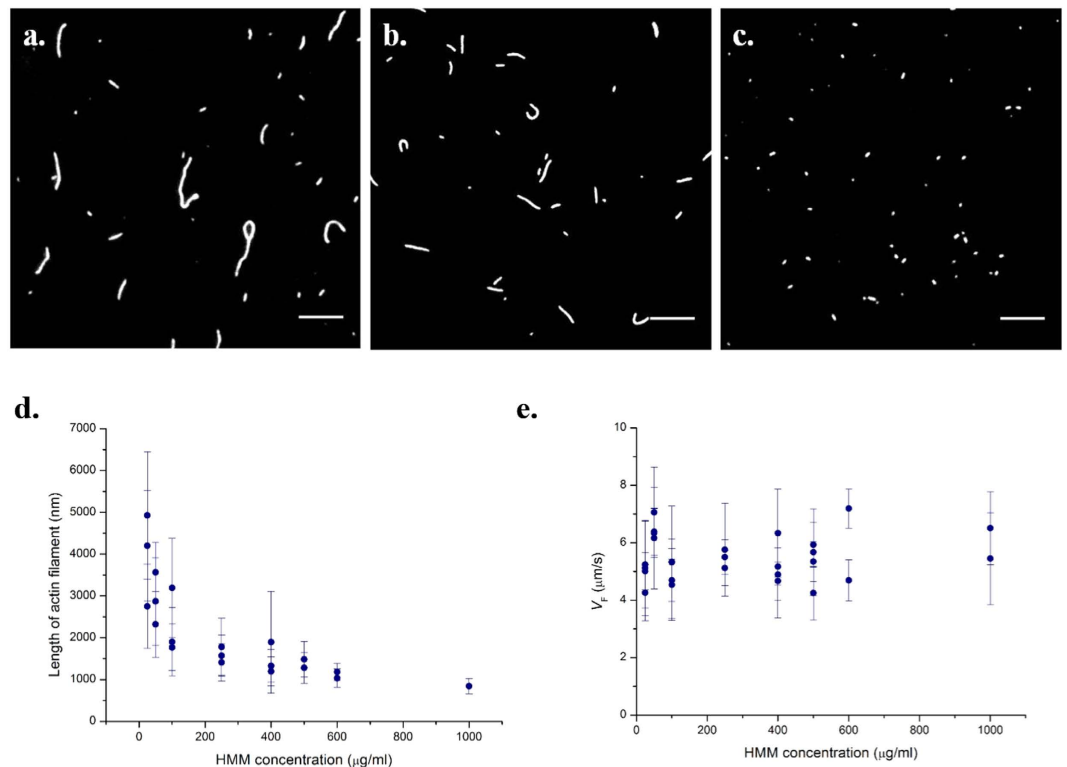 a.
b.
c.
d.
e.
7000
6000
5000
4000
3000
2000
1000
0
Length of actin filament (nm)
0
200
400
600
800
1000
HMM concentration (μg/ml)
10
8
6
4
2
0
V_F (μm/s)
0
200
400
600
800
1000
HMM concentration (μg/ml)